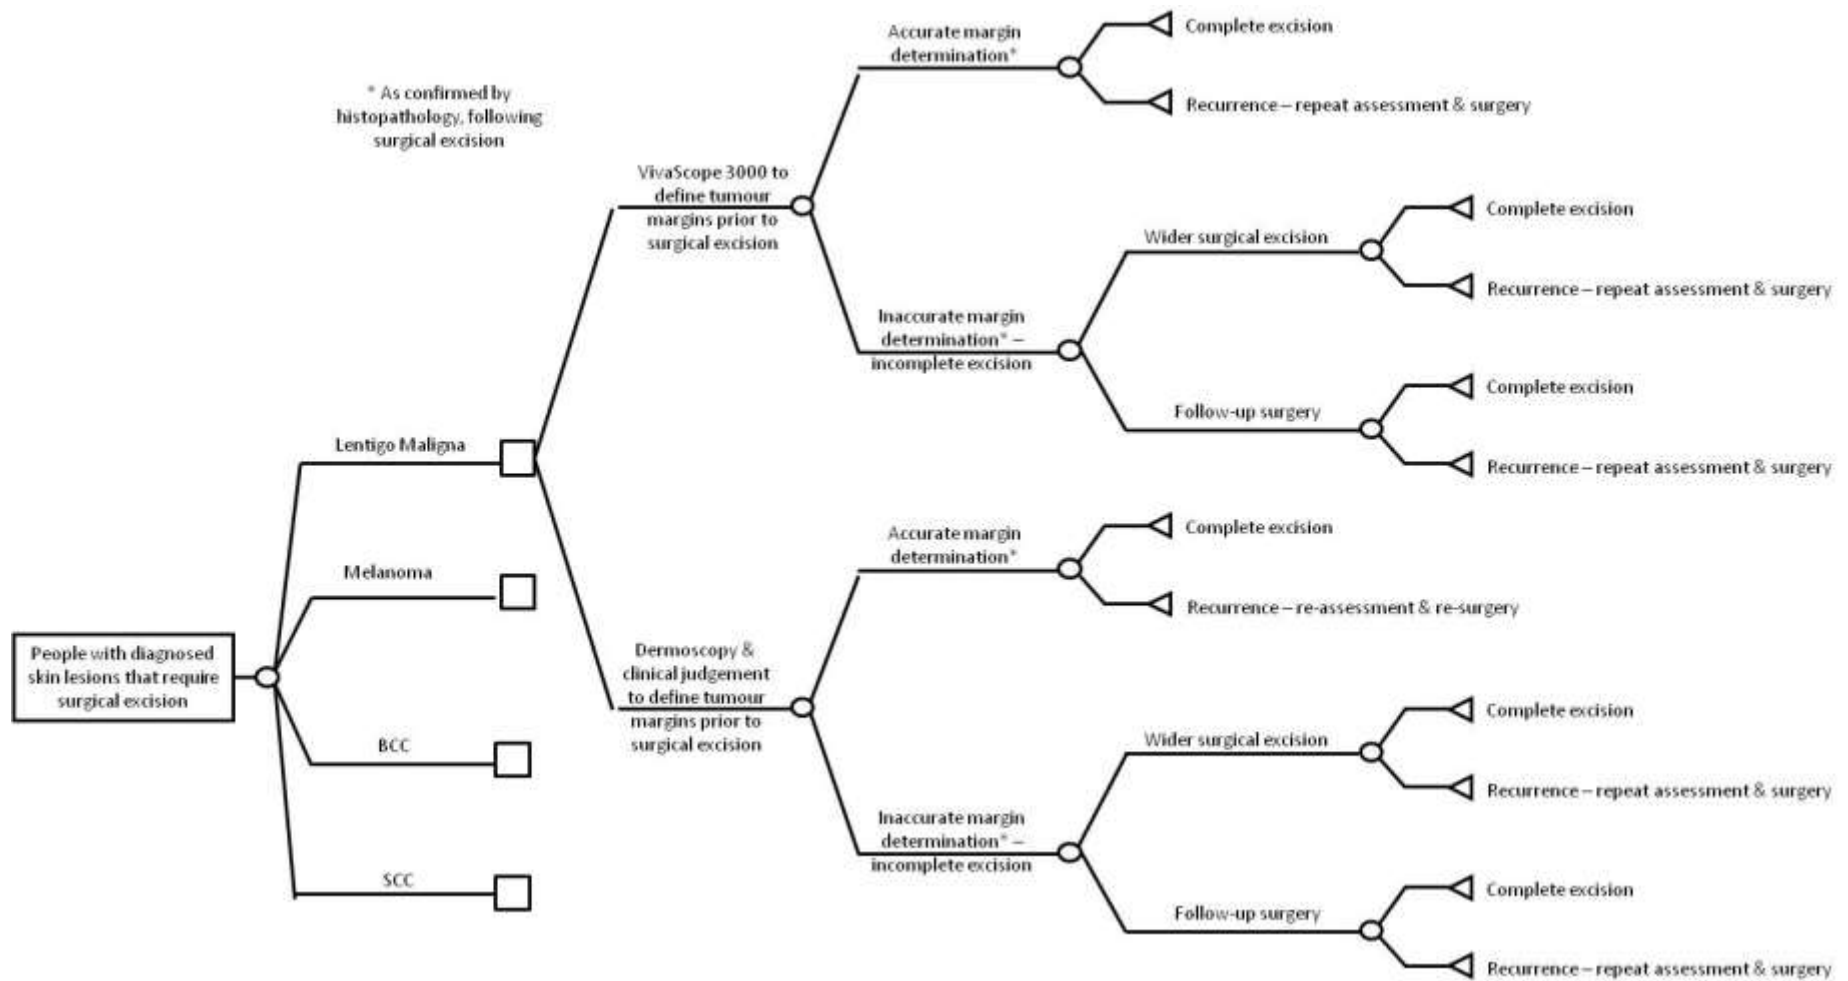 * As confirmed by
histopathology, following
surgical excision
People with diagnosed
skin lesions that require
surgical excision
Lentigo Maligna
Melanoma
BCC
SCC
VivaScope 3000 to
define tumour
margins prior to
surgical excision
Accurate margin
determination*
Complete excision
Recurrence – repeat assessment & surgery
Inaccurate margin
determination* –
incomplete excision
Wider surgical excision
Complete excision
Recurrence – repeat assessment & surgery
Follow-up surgery
Complete excision
Recurrence – repeat assessment & surgery
Dermoscopy &
clinical judgement
to define tumour
margins prior to
surgical excision
Accurate margin
determination*
Complete excision
Recurrence – re-assessment & re-surgery
Inaccurate margin
determination* –
incomplete excision
Wider surgical excision
Complete excision
Recurrence – repeat assessment & surgery
Follow-up surgery
Complete excision
Recurrence – repeat assessment & surgery